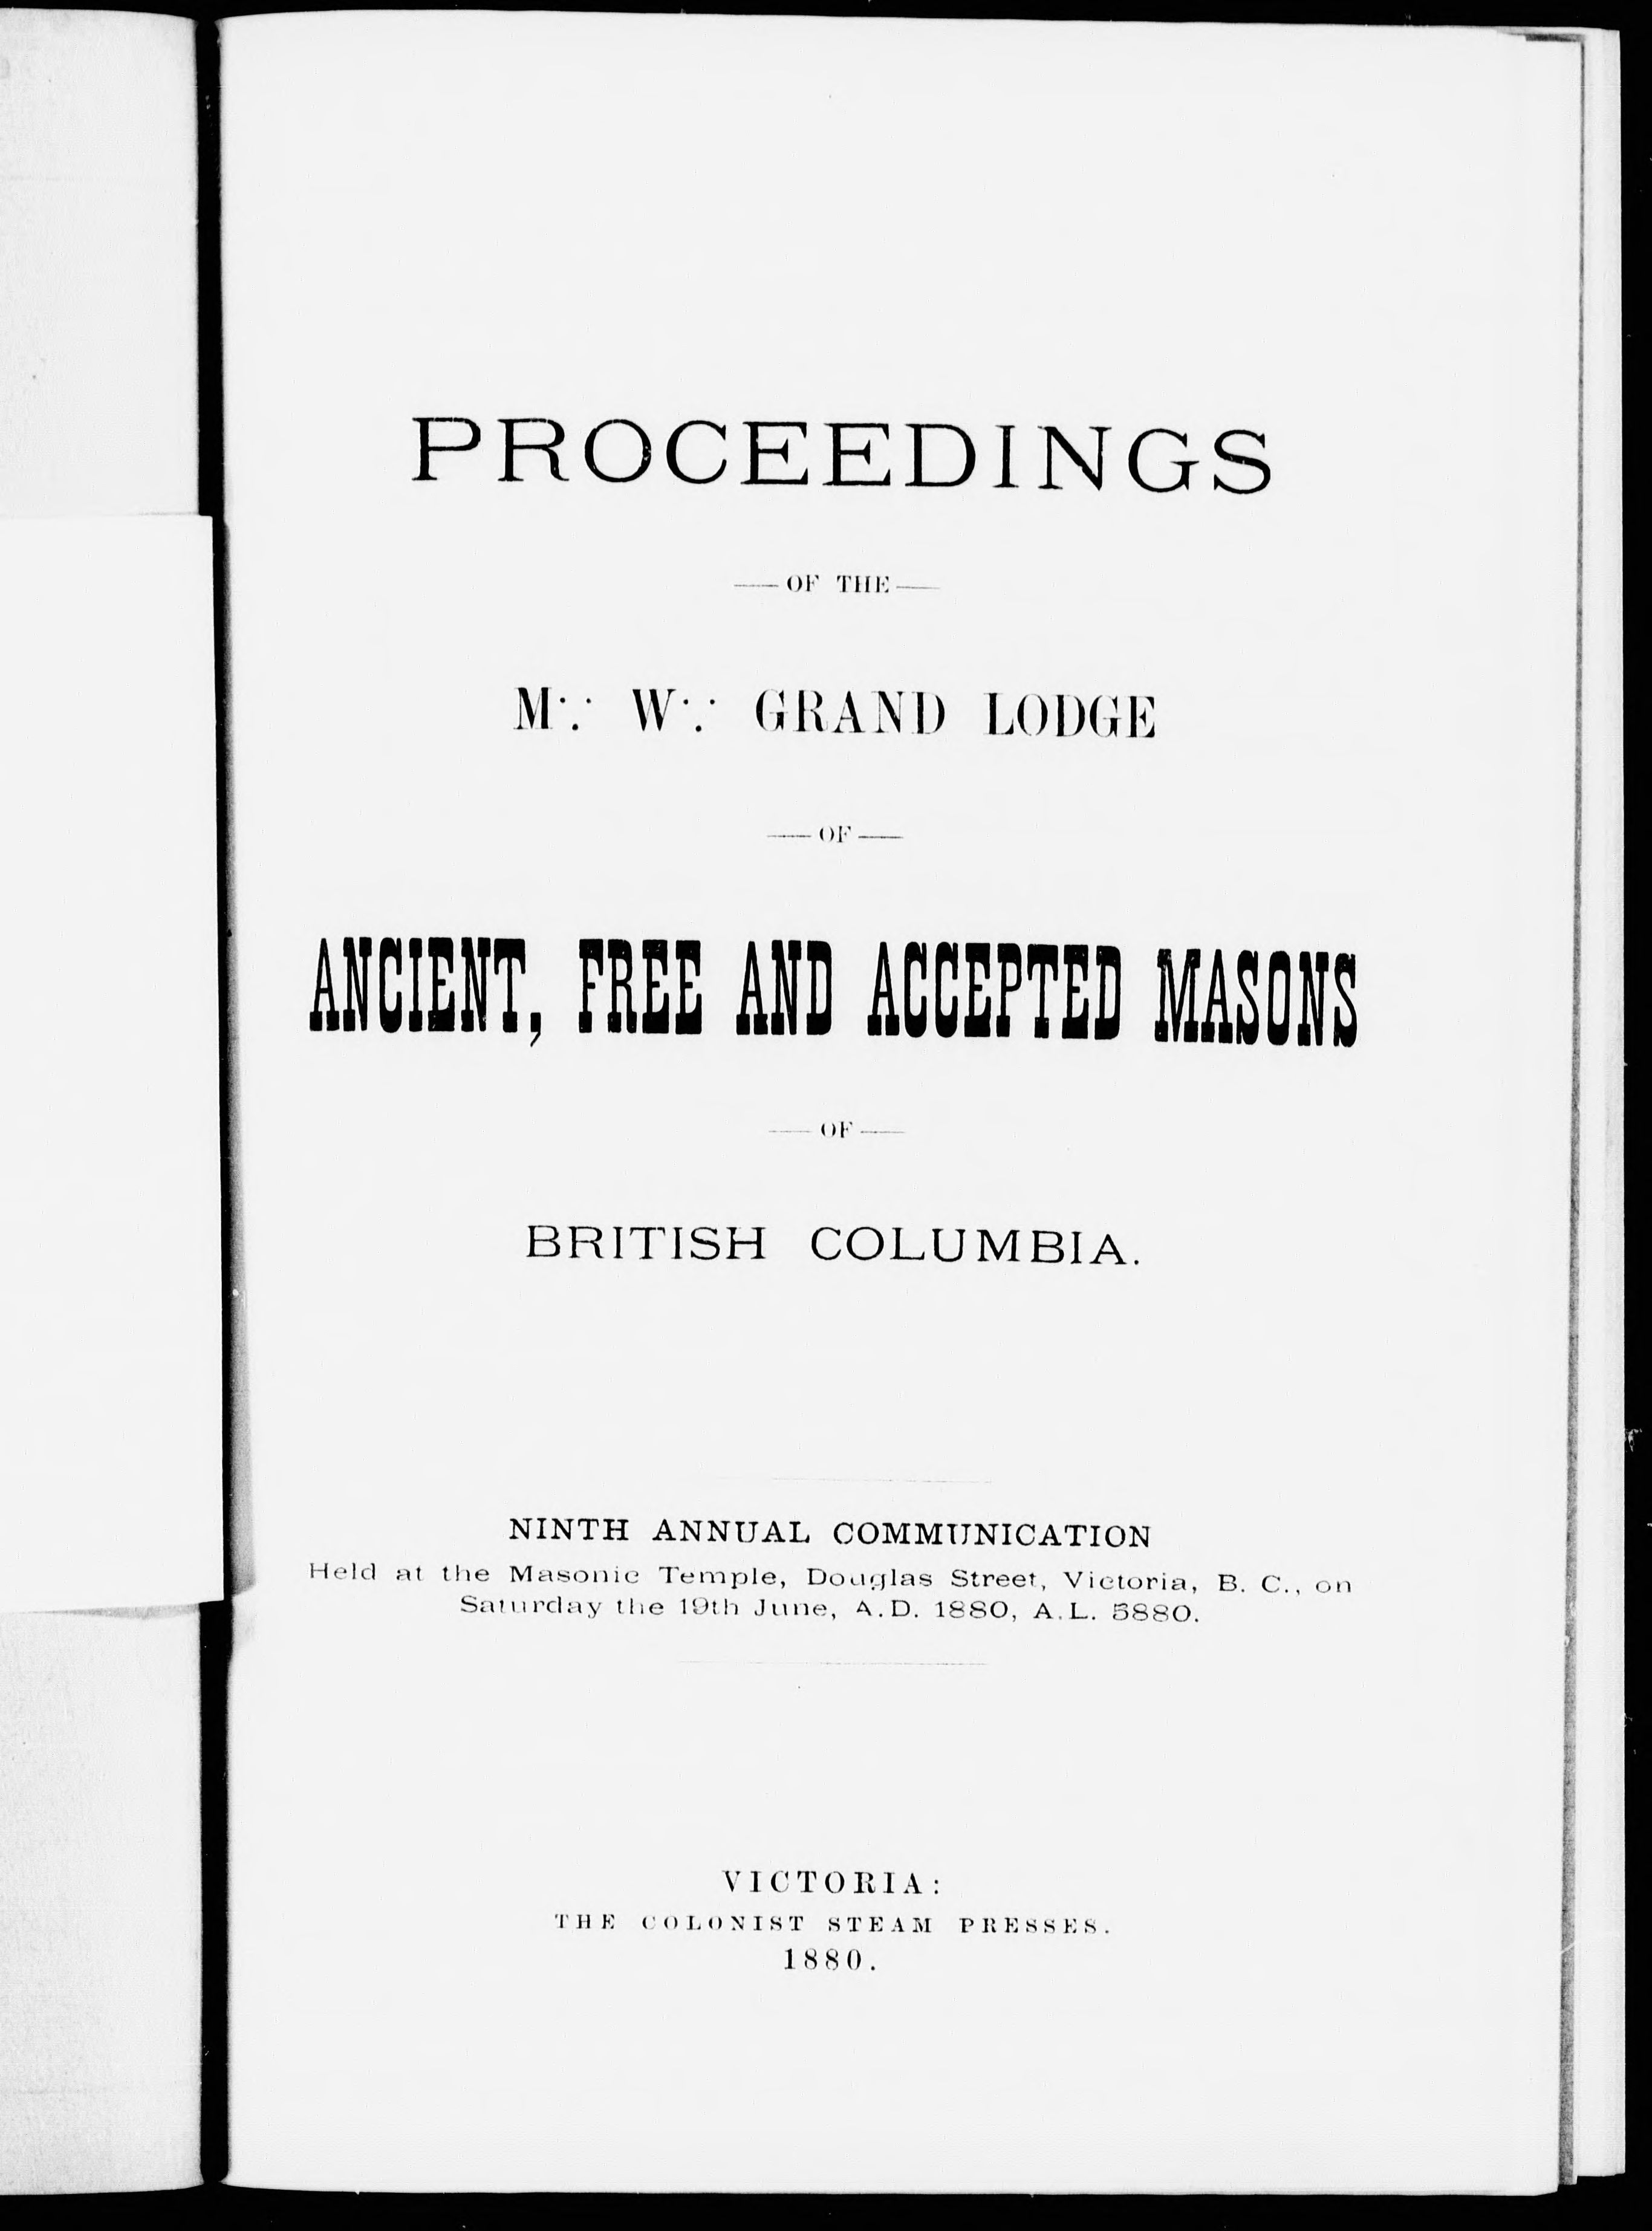 PROCEEDINGS
—OF THE—
M∵ W∵ GRAND LODGE
—OF—
ANCIENT, FREE AND ACCEPTED MASONS
—OF—
BRITISH COLUMBIA.
NINTH ANNUAL COMMUNICATION
Held at the Masonic Temple, Douglas Street, Victoria, B. C., on
Saturday the 19th June, A.D. 1880, A.L. 5880.
VICTORIA:
THE COLONIST STEAM PRESSES.
1880.